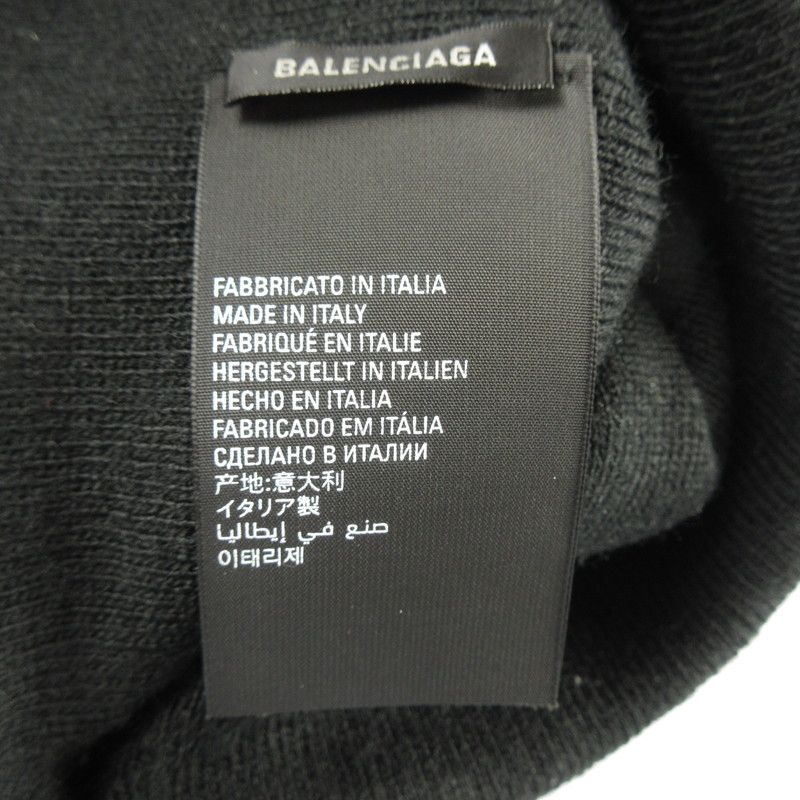 BALENCIAGA
FABBRICATO IN ITALIA
MADE IN ITALY
FABRIQUÉ EN ITALIE
HERGESTELLT IN ITALIEN
HECHO EN ITALIA
FABRICADO EM ITÁLIA
СДЕЛАНО В ИТАЛИИ
产地:意大利
イタリア製
صنع في إيطاليا
이태리제